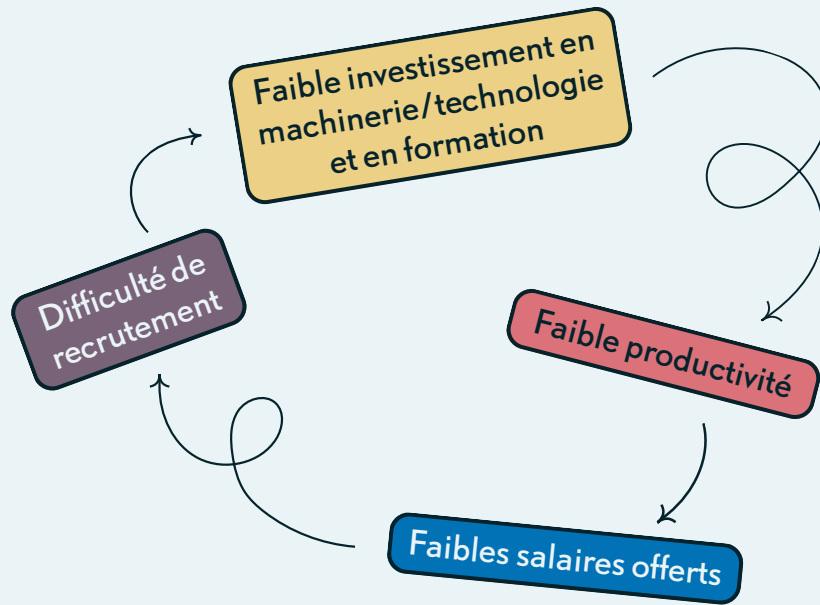 Faible investissement en
machinerie/technologie
et en formation
Difficulté de
recrutement
Faible productivité
Faibles salaires offerts